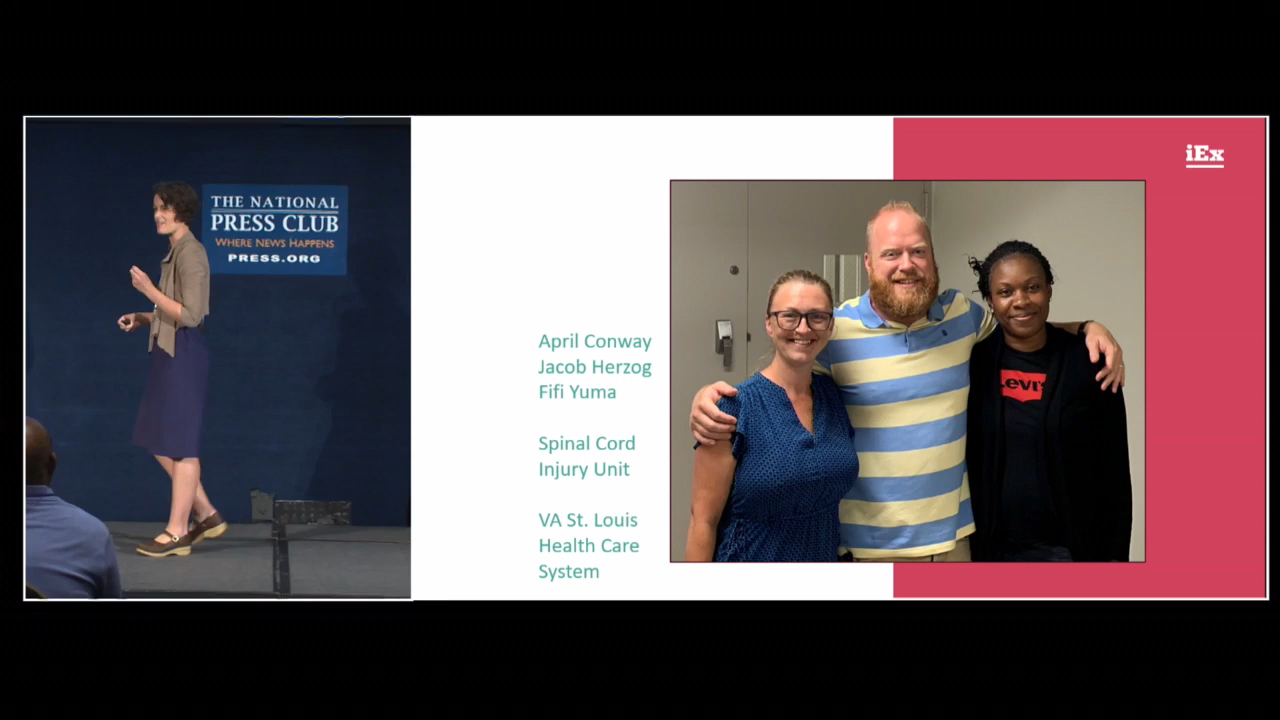 THE NATIONAL
PRESS CLUB
WHERE NEWS HAPPENS
PRESS.ORG
iEx
April Conway
Jacob Herzog
Fifi Yuma
Spinal Cord
Injury Unit
VA St. Louis
Health Care
System
Levi's